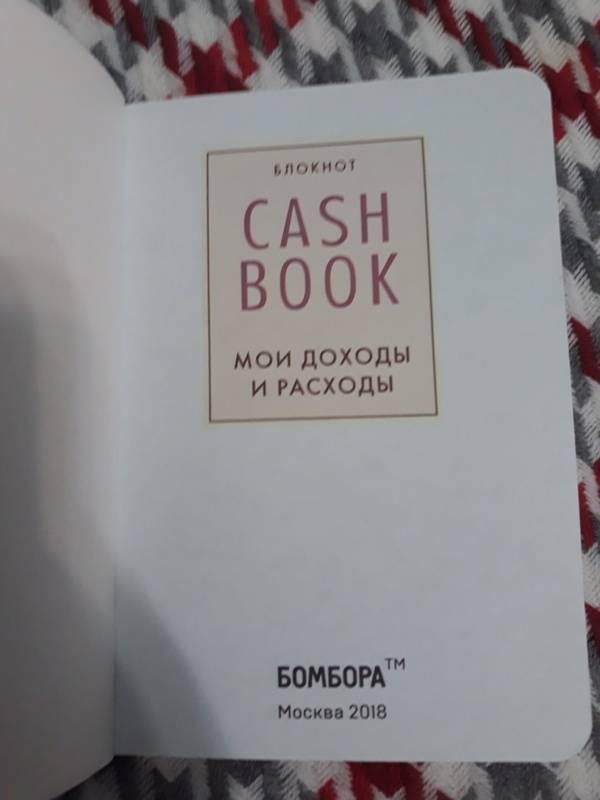 БЛОКНОТ
CASH
BOOK
МОИ ДОХОДЫ
И РАСХОДЫ
БОМБОРА™
Москва 2018